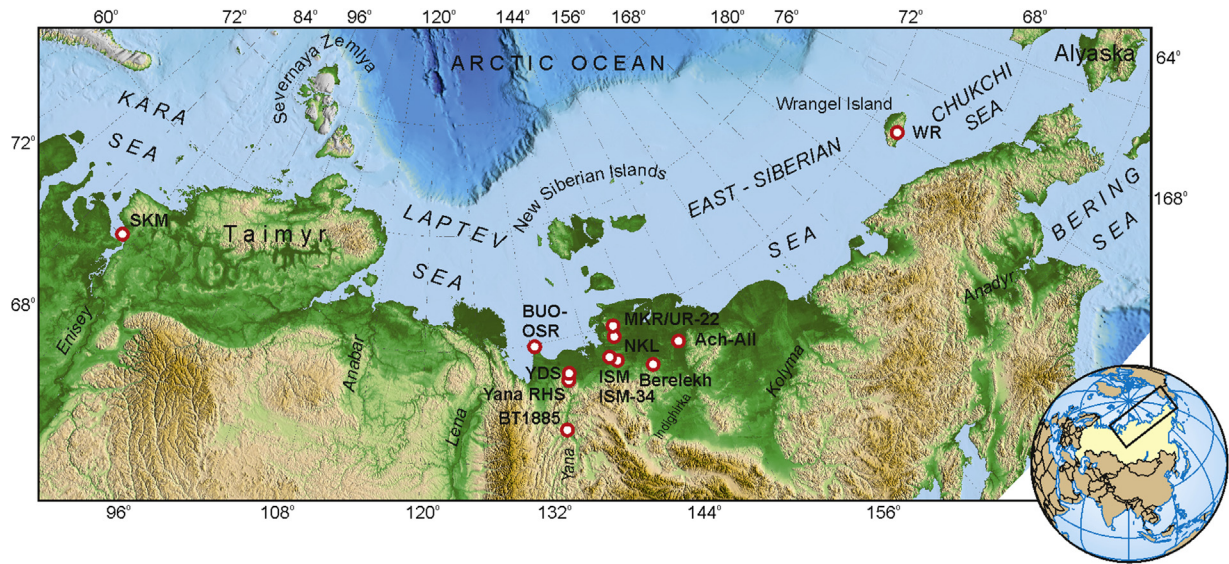 60° 72° 84° 96° 120° 144° 156° 168° 180° 76° 72° 68°
64°
72°
68°
168°
96° 108° 120° 132° 144° 156°
ARCTIC OCEAN
Alyaska
Severnaya Zemlya
KARA
SEA
Wrangel Island
CHUKCHI
SEA
WR
New Siberian Islands
EAST - SIBERIAN
SEA
BERING
SEA
LAPTEV
SEA
SKM
Taimyr
Anadyr
Enisey
Anabar
Lena
BUO-
OSR
MKR/UR-22
NKL
Ach-All
YDS
ISM
Berelekh
Yana RHS
ISM-34
BT1885
Yana
Indighirka
Kolyma